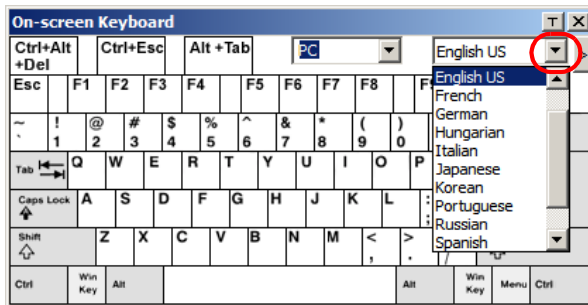 On-screen Keyboard T X
Ctrl+Alt +Del Ctrl+Esc Alt +Tab PC English US >
Esc F1 F2 F3 F4 F5 F6 F7 F8
English US
French
German
Hungarian
Italian
Japanese
Korean
Portuguese
Russian
Spanish
~ ! @ # $ % ^ & * ( )
` 1 2 3 4 5 6 7 8 9 0
Tab Q W E R T Y U I O P
Caps Lock A S D F G H J K L : ;
Shift Z X C V B N M < , > . /
Ctrl Win Key Alt Alt Win Key Menu Ctrl